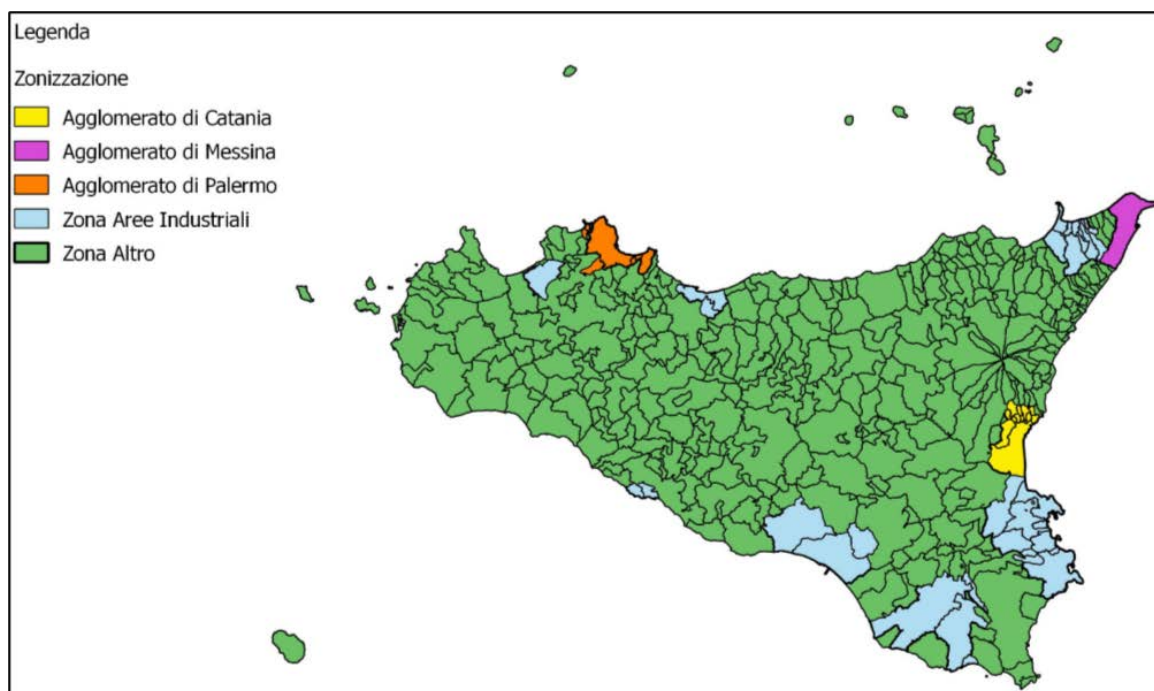 Legenda
Zonizzazione
Agglomerato di Catania
Agglomerato di Messina
Agglomerato di Palermo
Zona Aree Industriali
Zona Altro